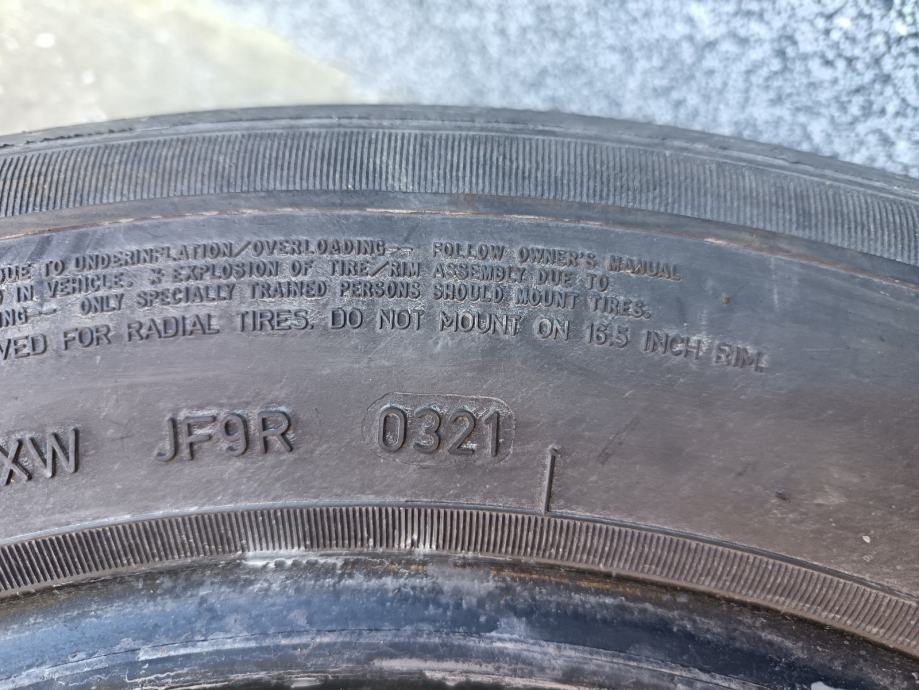 DUE TO UNDERINFLATION/OVERLOADING-- FOLLOW OWNER'S MANUAL
IN VEHICLE. EXPLOSION OF TIRE/RIM ASSEMBLY DUE TO
ONLY SPECIALLY TRAINED PERSONS SHOULD MOUNT TIRES.
FOR RADIAL TIRES. DO NOT MOUNT ON 16.5 INCH RIM.
XW JF9R 0321